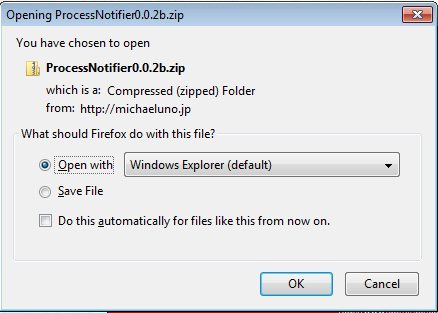 Opening ProcessNotifier0.0.2b.zip
You have chosen to open
ProcessNotifier0.0.2b.zip
which is a: Compressed (zipped) Folder
from: http://michaeluno.jp
What should Firefox do with this file?
Open with Windows Explorer (default)
Save File
Do this automatically for files like this from now on.
OK Cancel